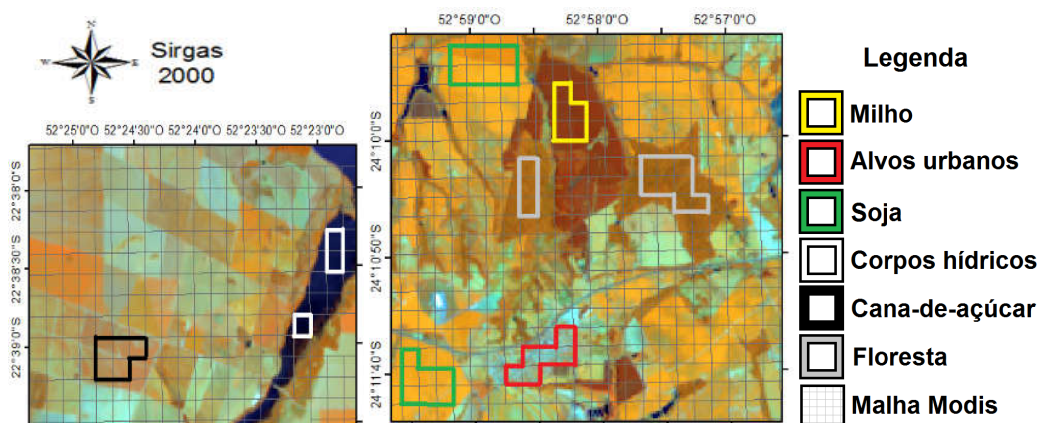 N
W E
S
Sirgas
2000
52°25'0"O 52°24'30"O 52°24'0"O 52°23'30"O 52°23'0"O
22°38'0"S
22°38'30"S
22°39'0"S
52°59'0"O 52°58'0"O 52°57'0"O
24°10'0"S
24°10'50"S
24°11'40"S
Legenda
Milho
Alvos urbanos
Soja
Corpos hídricos
Cana-de-açúcar
Floresta
Malha Modis